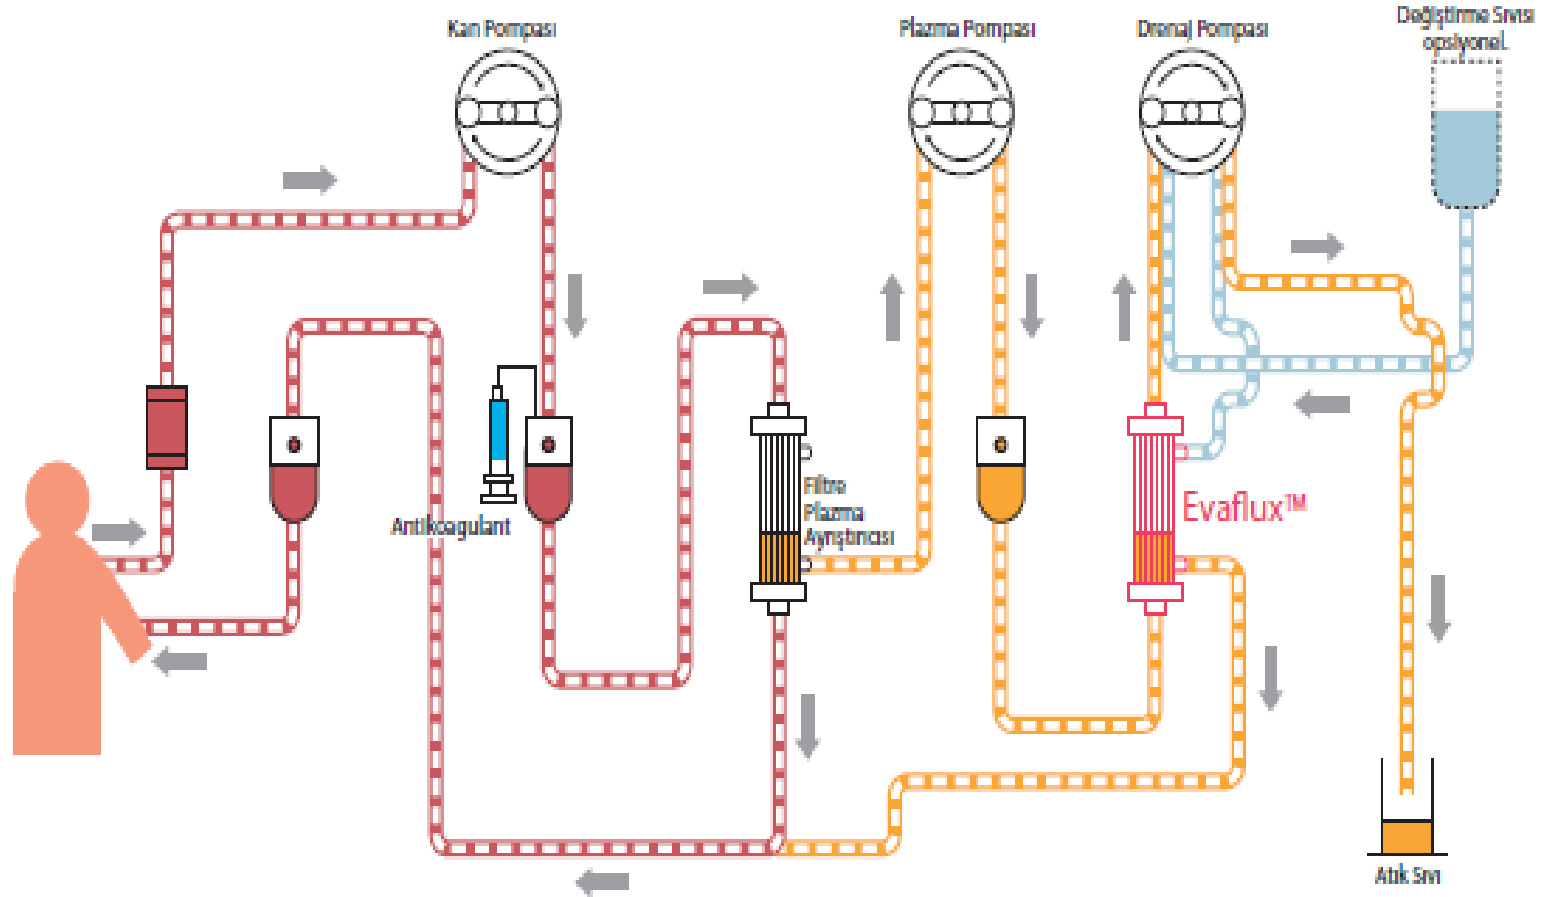 Kan Pompası
Plazma Pompası
Drenaj Pompası
Değiştirme Sıvısı
opsiyonel.
Antikoagulant
Filtre
Plazma
Ayrıştırıcısı
Evaflux™
Atık Sıvı